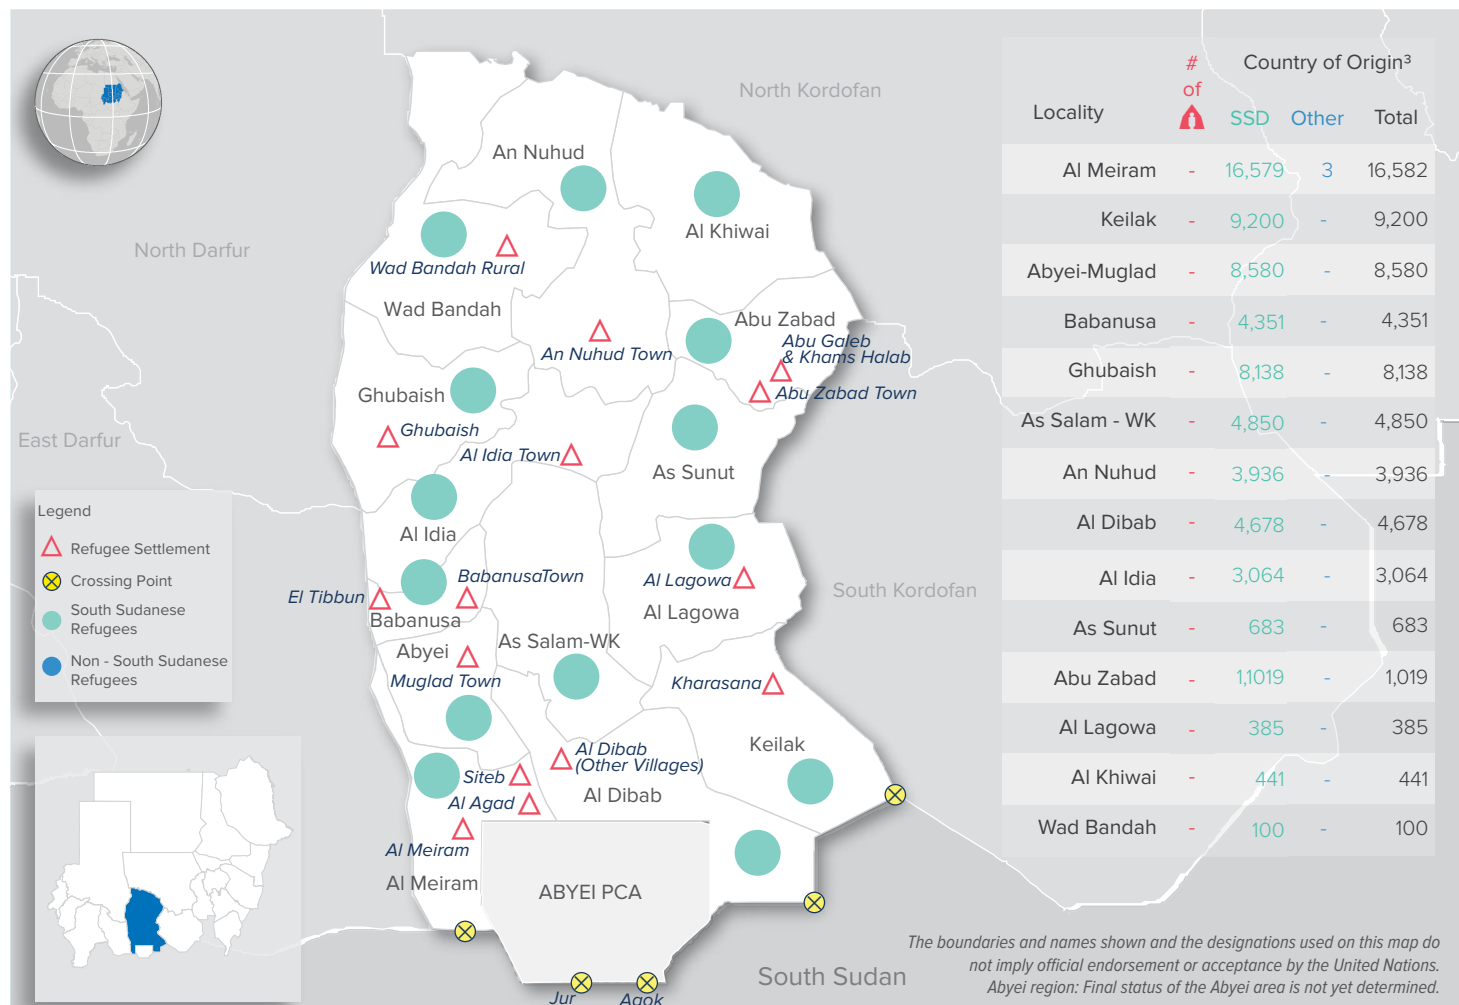 North Kordofan
North Darfur
East Darfur
South Kordofan
South Sudan
An Nuhud
Al Khiwai
Wad Bandah Rural
Wad Bandah
An Nuhud Town
Abu Zabad
Abu Galeb
& Khams Halab
Abu Zabad Town
Ghubaish
Ghubaish
Al Idia Town
As Sunut
Al Idia
Al Lagowa
Al Lagowa
BabanusaTown
El Tibbun
Babanusa
As Salam-WK
Abyei
Muglad Town
Kharasana
Keilak
Al Dibab
(Other Villages)
Al Dibab
Siteb
Al Agad
Al Meiram
Al Meiram
ABYEI PCA
Jur
Agok
Legend
Refugee Settlement
Crossing Point
South Sudanese
Refugees
Non - South Sudanese
Refugees
# of
Country of Origin³
Locality SSD Other Total
Al Meiram - 16,579 3 16,582
Keilak - 9,200 - 9,200
Abyei-Muglad - 8,580 - 8,580
Babanusa - 4,351 - 4,351
Ghubaish - 8,138 - 8,138
As Salam - WK - 4,850 - 4,850
An Nuhud - 3,936 - 3,936
Al Dibab - 4,678 - 4,678
Al Idia - 3,064 - 3,064
As Sunut - 683 - 683
Abu Zabad - 1,1019 - 1,019
Al Lagowa - 385 - 385
Al Khiwai - 441 - 441
Wad Bandah - 100 - 100
The boundaries and names shown and the designations used on this map do
not imply official endorsement or acceptance by the United Nations.
Abyei region: Final status of the Abyei area is not yet determined.